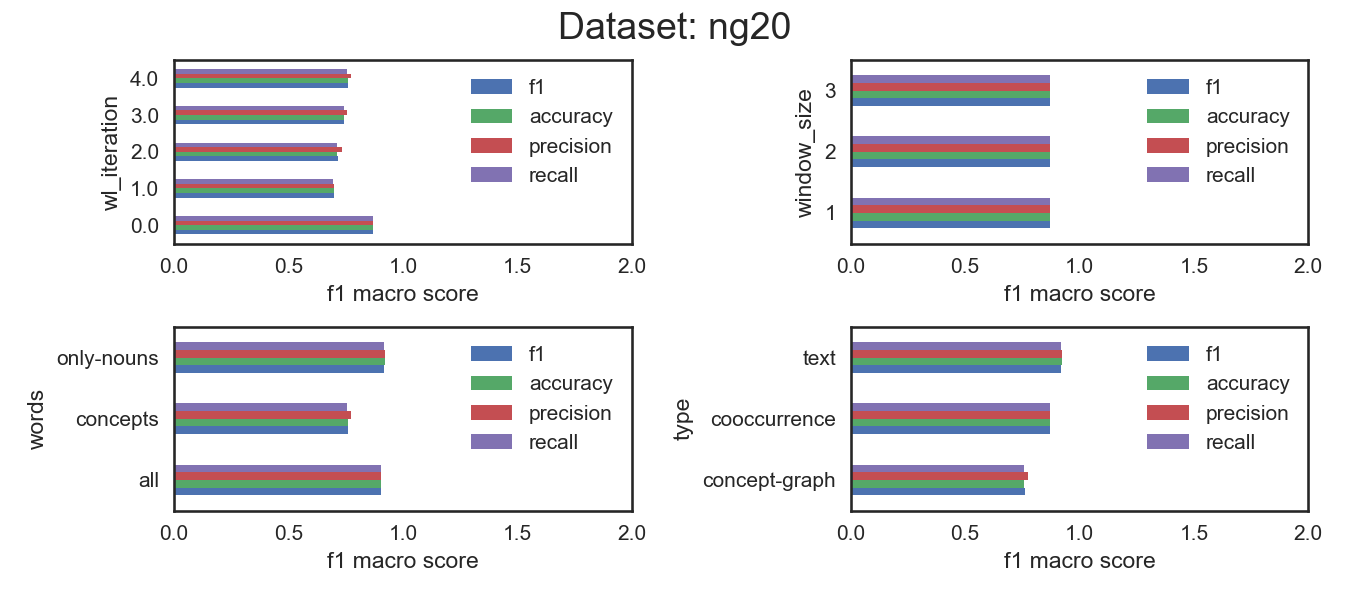 Dataset: ng20
wl_iteration
4.0
3.0
2.0
1.0
0.0
f1
accuracy
precision
recall
0.0 0.5 1.0 1.5 2.0
f1 macro score
window_size
3
2
1
f1
accuracy
precision
recall
0.0 0.5 1.0 1.5 2.0
f1 macro score
words
only-nouns
concepts
all
f1
accuracy
precision
recall
0.0 0.5 1.0 1.5 2.0
f1 macro score
type
text
cooccurrence
concept-graph
f1
accuracy
precision
recall
0.0 0.5 1.0 1.5 2.0
f1 macro score